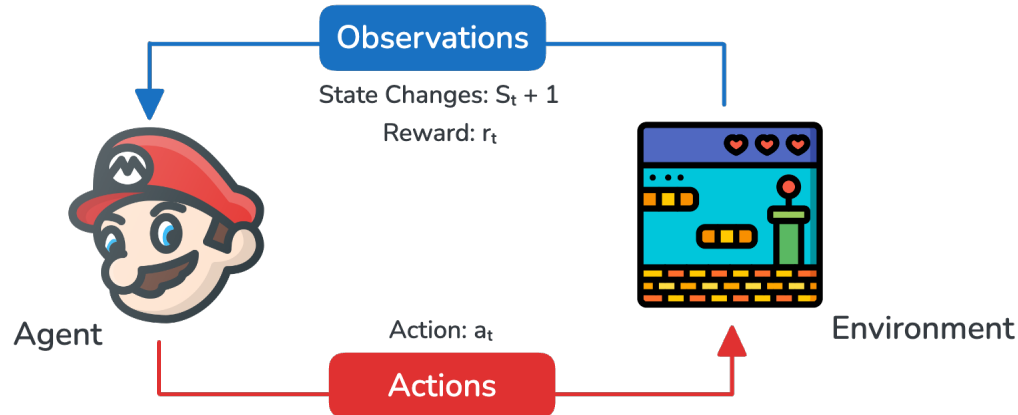 Observations
State Changes: Sₜ + 1
Reward: rₜ
M
Agent
Environment
Action: aₜ
Actions